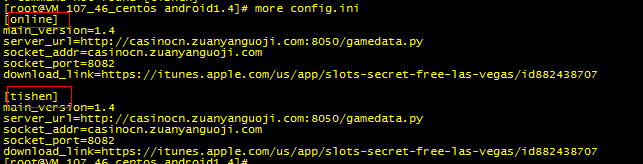 [root@VM_107_46_centos android1.4]# more config.ini
[online]
main_version=1.4
server_url=http://casinocn.zuanyanguoji.com:8050/gamedata.py
socket_addr=casinocn.zuanyanguoji.com
socket_port=8082
download_link=https://itunes.apple.com/us/app/slots-secret-free-las-vegas/id882438707
[tishen]
main_version=1.4
server_url=http://casinocn.zuanyanguoji.com:8050/gamedata.py
socket_addr=casinocn.zuanyanguoji.com
socket_port=8082
download_link=https://itunes.apple.com/us/app/slots-secret-free-las-vegas/id882438707
[root@VM_107_46_centos android1.4]#